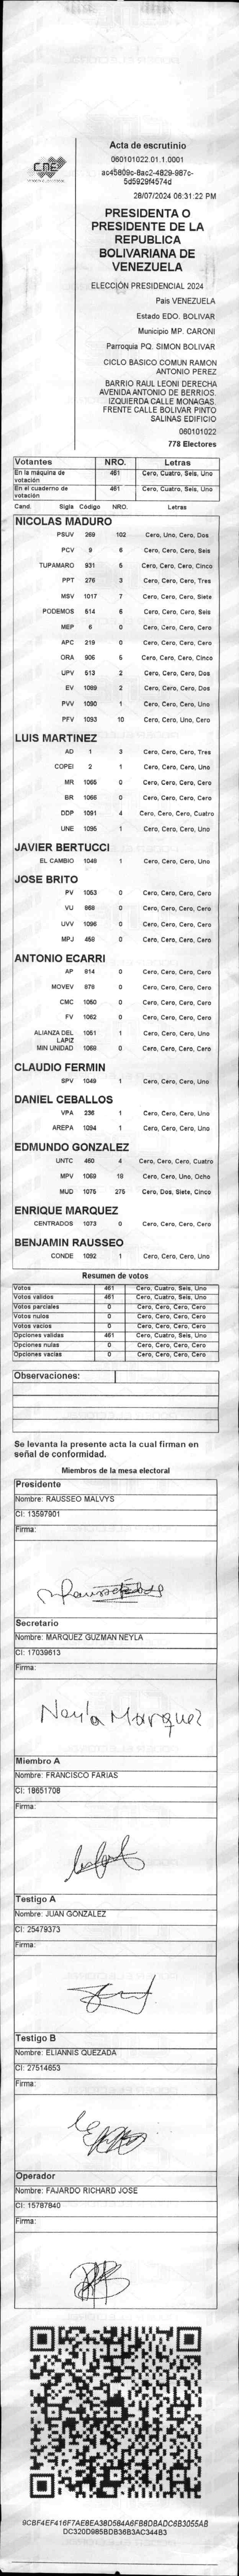 CNE
Acta de escrutinio
060101022.01.1.0001
ac45809c-8ac2-4829-987c-
5d5929f4574d
28/07/2024 06:31:22 PM
PRESIDENTA O
PRESIDENTE DE LA
REPUBLICA
BOLIVARIANA DE
VENEZUELA
ELECCIÓN PRESIDENCIAL 2024
Pais VENEZUELA
Estado EDO. BOLIVAR
Municipio MP. CARONI
Parroquia PQ. SIMON BOLIVAR
CICLO BASICO COMUN RAMON
ANTONIO PEREZ
BARRIO RAUL LEONI DERECHA
AVENIDA ANTONIO DE BERRIOS.
IZQUIERDA CALLE MONAGAS.
FRENTE CALLE BOLIVAR PINTO
SALINAS EDIFICIO
060101022
778 Electores
Votantes NRO. Letras
En la máquina de votación 461 Cero, Cuatro, Seis, Uno
En el cuaderno de votación 461 Cero, Cuatro, Seis, Uno
Cand. Sigla Código NRO. Letras
NICOLAS MADURO
PSUV 269 102 Cero, Uno, Cero, Dos
PCV 9 6 Cero, Cero, Cero, Seis
TUPAMARO 931 5 Cero, Cero, Cero, Cinco
PPT 276 3 Cero, Cero, Cero, Tres
MSV 1017 7 Cero, Cero, Cero, Siete
PODEMOS 514 6 Cero, Cero, Cero, Seis
MEP 6 0 Cero, Cero, Cero, Cero
APC 219 0 Cero, Cero, Cero, Cero
ORA 906 5 Cero, Cero, Cero, Cinco
UPV 513 2 Cero, Cero, Cero, Dos
EV 1089 2 Cero, Cero, Cero, Dos
PVV 1090 1 Cero, Cero, Cero, Uno
PFV 1093 10 Cero, Cero, Uno, Cero
LUIS MARTINEZ
AD 1 3 Cero, Cero, Cero, Tres
COPEI 2 1 Cero, Cero, Cero, Uno
MR 1065 0 Cero, Cero, Cero, Cero
BR 1066 0 Cero, Cero, Cero, Cero
DDP 1091 4 Cero, Cero, Cero, Cuatro
UNE 1095 1 Cero, Cero, Cero, Uno
JAVIER BERTUCCI
EL CAMBIO 1048 1 Cero, Cero, Cero, Uno
JOSE BRITO
PV 1053 0 Cero, Cero, Cero, Cero
VU 868 0 Cero, Cero, Cero, Cero
UVV 1096 0 Cero, Cero, Cero, Cero
MPJ 458 0 Cero, Cero, Cero, Cero
ANTONIO ECARRI
AP 814 0 Cero, Cero, Cero, Cero
MOVEV 878 0 Cero, Cero, Cero, Cero
CMC 1050 0 Cero, Cero, Cero, Cero
FV 1062 0 Cero, Cero, Cero, Cero
ALIANZA DEL LAPIZ 1051 1 Cero, Cero, Cero, Uno
MIN UNIDAD 1069 0 Cero, Cero, Cero, Cero
CLAUDIO FERMIN
SPV 1049 1 Cero, Cero, Cero, Uno
DANIEL CEBALLOS
VPA 236 1 Cero, Cero, Cero, Uno
AREPA 1094 1 Cero, Cero, Cero, Uno
EDMUNDO GONZALEZ
UNTC 460 4 Cero, Cero, Cero, Cuatro
MPV 1069 18 Cero, Cero, Uno, Ocho
MUD 1075 275 Cero, Dos, Siete, Cinco
ENRIQUE MARQUEZ
CENTRADOS 1073 0 Cero, Cero, Cero, Cero
BENJAMIN RAUSSEO
CONDE 1092 1 Cero, Cero, Cero, Uno
Resumen de votos
Votos 461 Cero, Cuatro, Seis, Uno
Votos válidos 461 Cero, Cuatro, Seis, Uno
Votos parciales 0 Cero, Cero, Cero, Cero
Votos nulos 0 Cero, Cero, Cero, Cero
Votos vacíos 0 Cero, Cero, Cero, Cero
Opciones validas 461 Cero, Cuatro, Seis, Uno
Opciones nulas 0 Cero, Cero, Cero, Cero
Opciones vacías 0 Cero, Cero, Cero, Cero
Observaciones:
Se levanta la presente acta la cual firman en
señal de conformidad.
Miembros de la mesa electoral
Presidente
Nombre: RAUSSEO MALVYS
CI: 13597901
Firma:
Secretario
Nombre: MARQUEZ GUZMAN NEYLA
CI: 17039613
Firma:
Neyla Marquez
Miembro A
Nombre: FRANCISCO FARIAS
CI: 18651708
Firma:
Testigo A
Nombre: JUAN GONZALEZ
CI: 25479373
Firma:
Testigo B
Nombre: ELIANNIS QUEZADA
CI: 27514653
Firma:
Operador
Nombre: FAJARDO RICHARD JOSE
CI: 15787840
Firma:
9CBF4EF416F7AE8EA38D584A6FB8DBADC6B3055AB
DC320D985BDB36B3AC344B3